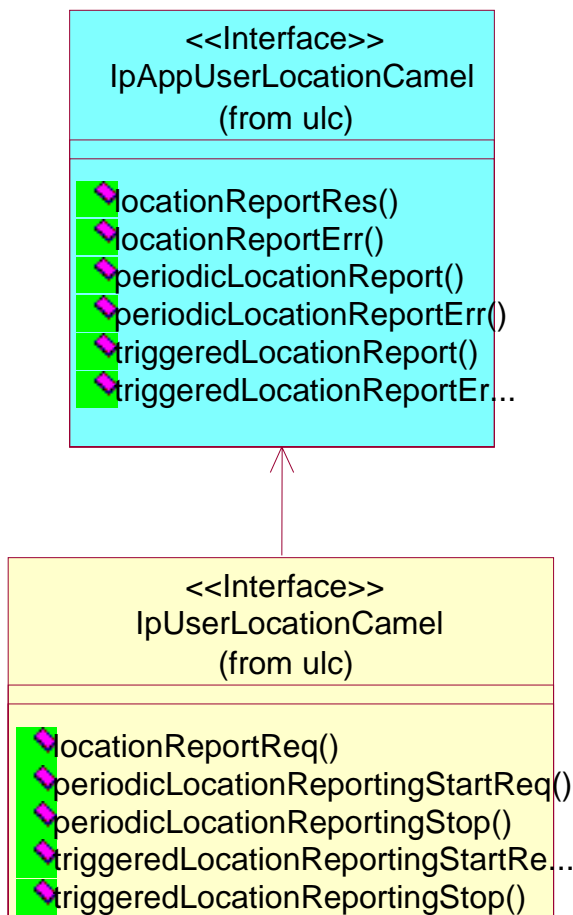 <<Interface>>
IpAppUserLocationCamel
(from ulc)
locationReportRes()
locationReportErr()
periodicLocationReport()
periodicLocationReportErr()
triggeredLocationReport()
triggeredLocationReportEr...
<<Interface>>
IpUserLocationCamel
(from ulc)
locationReportReq()
periodicLocationReportingStartReq()
periodicLocationReportingStop()
triggeredLocationReportingStartRe...
triggeredLocationReportingStop()